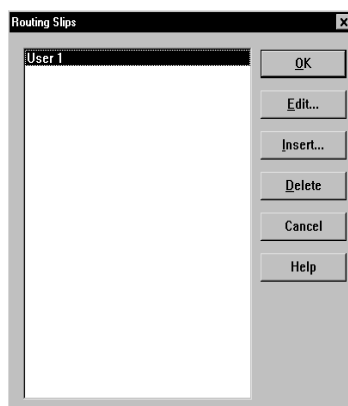 Routing Slips
User 1
OK
Edit...
Insert...
Delete
Cancel
Help